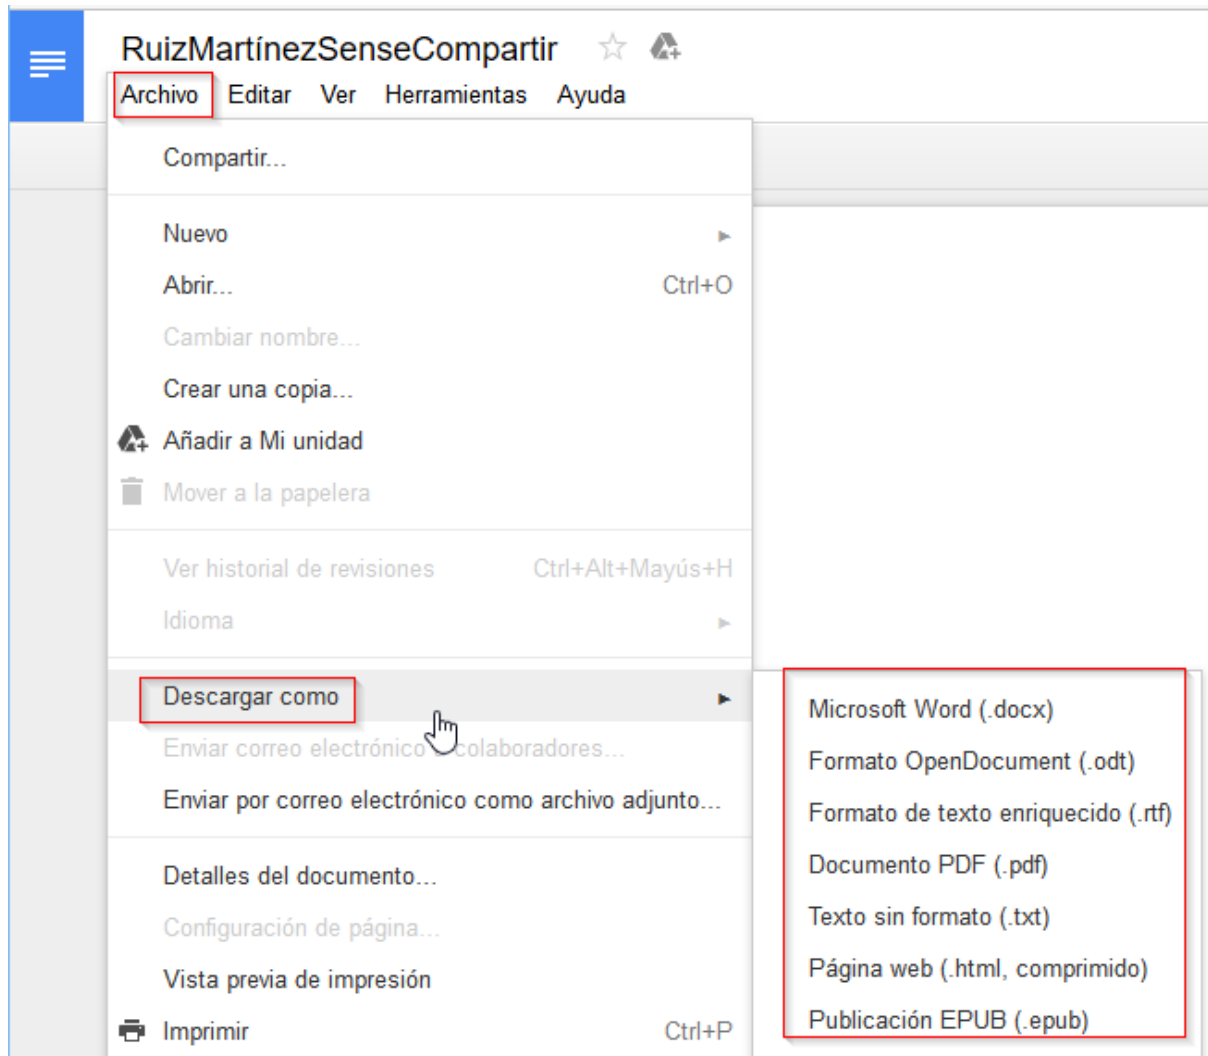 RuizMartínezSenseCompartir
Archivo Editar Ver Herramientas Ayuda
Compartir...
Nuevo
Abrir... Ctrl+O
Cambiar nombre...
Crear una copia...
Añadir a Mi unidad
Mover a la papelera
Ver historial de revisiones Ctrl+Alt+Mayús+H
Idioma
Descargar como
Enviar correo electrónico a colaboradores...
Enviar por correo electrónico como archivo adjunto...
Detalles del documento...
Configuración de página...
Vista previa de impresión
Imprimir Ctrl+P
Microsoft Word (.docx)
Formato OpenDocument (.odt)
Formato de texto enriquecido (.rtf)
Documento PDF (.pdf)
Texto sin formato (.txt)
Página web (.html, comprimido)
Publicación EPUB (.epub)